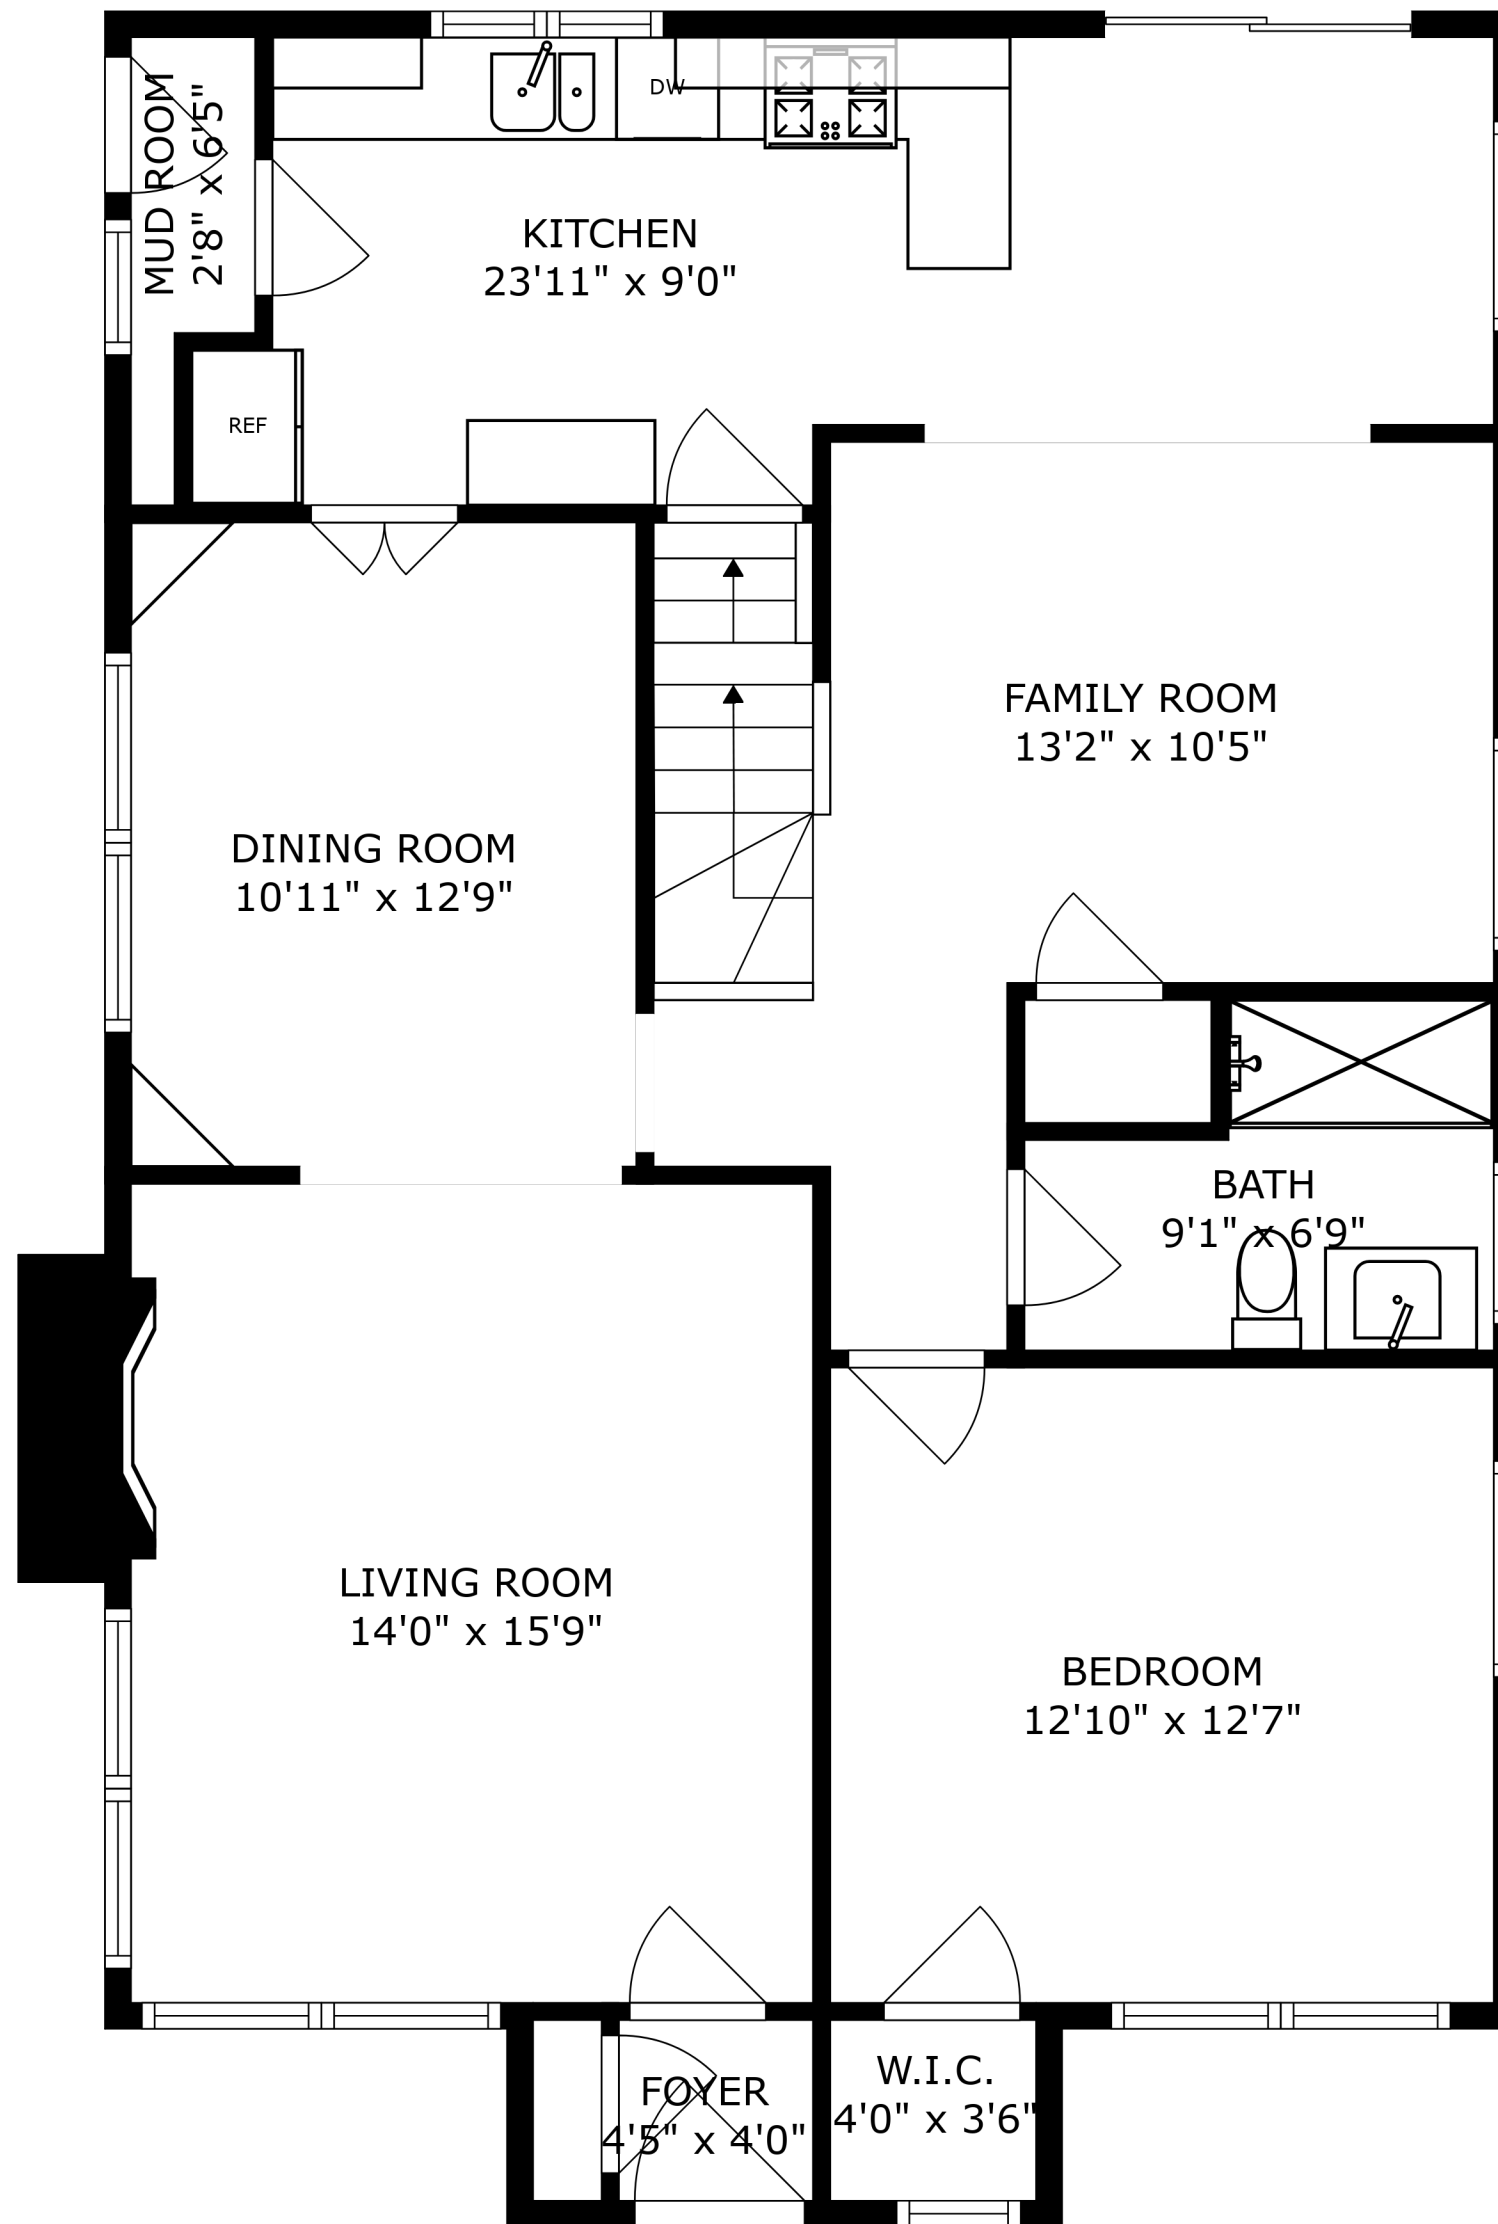 MUD ROOM
2'8" x 6'5"
DW
KITCHEN
23'11" x 9'0"
REF
FAMILY ROOM
13'2" x 10'5"
DINING ROOM
10'11" x 12'9"
BATH
9'1" x 6'9"
LIVING ROOM
14'0" x 15'9"
BEDROOM
12'10" x 12'7"
FOYER
4'5" x 4'0"
W.I.C.
4'0" x 3'6"